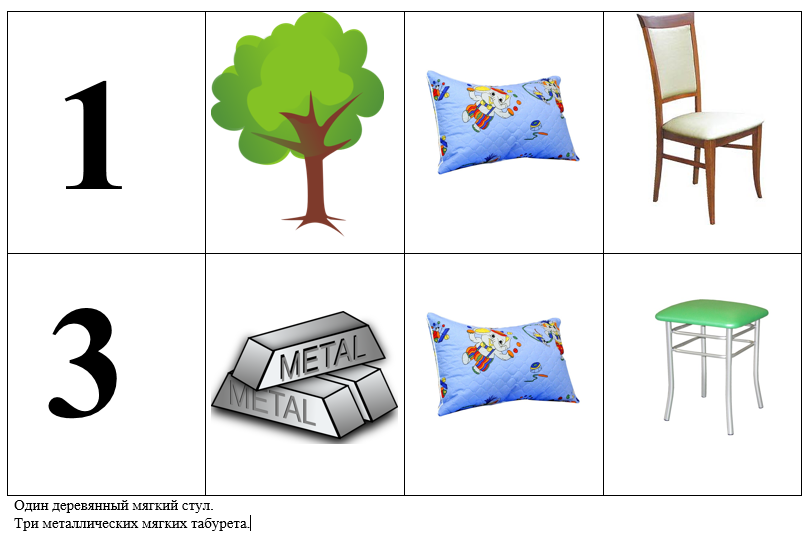 1
3
METAL
METAL
Один деревянный мягкий стул.
Три металлических мягких табурета.